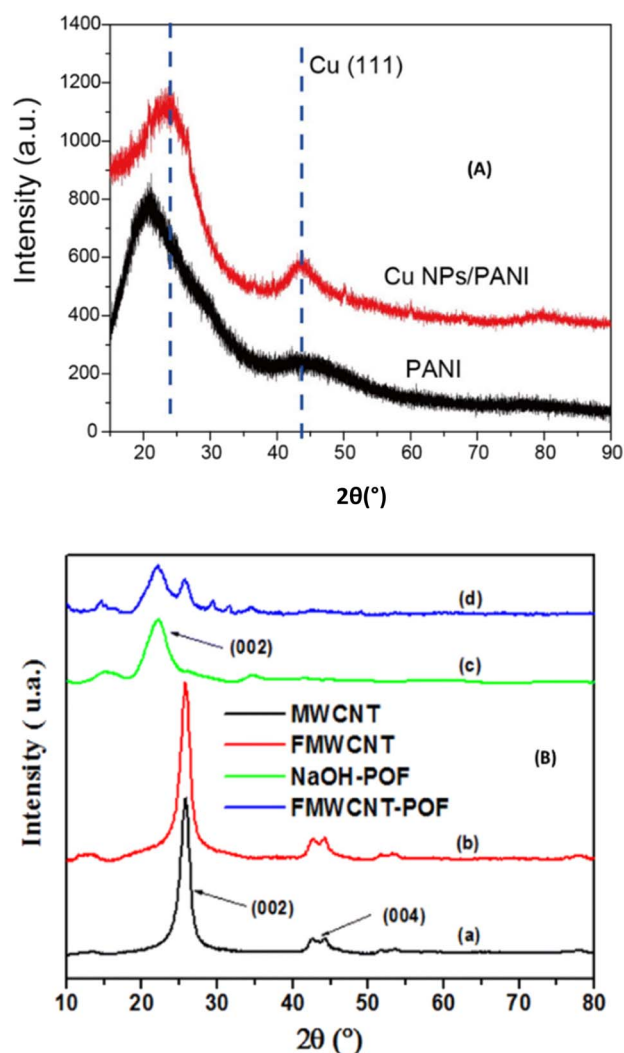 1400
1200
1000
800
600
400
200
0
Intensity (a.u.)
Cu (111)
(A)
Cu NPs/PANI
PANI
20 30 40 50 60 70 80 90
2θ(°)
Intensity ( u.a.)
(d)
(002)
(c)
MWCNT
FMWCNT
NaOH-POF
FMWCNT-POF
(B)
(b)
(002)
(004)
(a)
10 20 30 40 50 60 70 80
2θ (°)